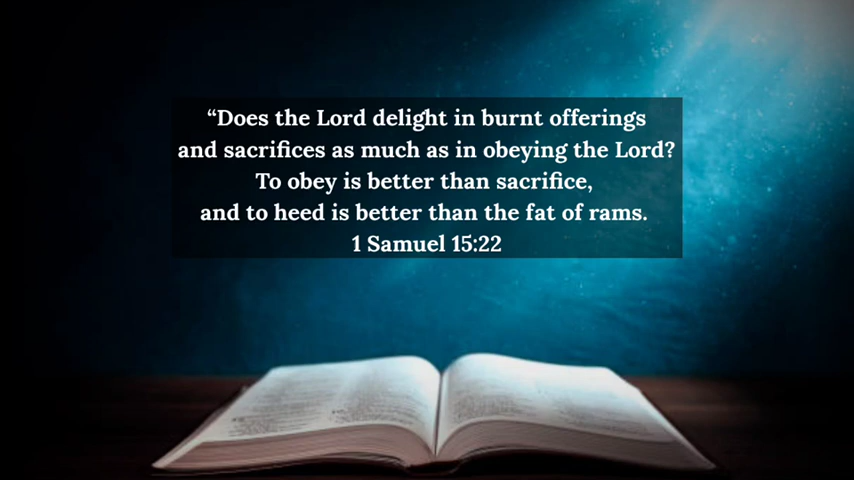 “Does the Lord delight in burnt offerings
and sacrifices as much as in obeying the Lord?
To obey is better than sacrifice,
and to heed is better than the fat of rams.
1 Samuel 15:22